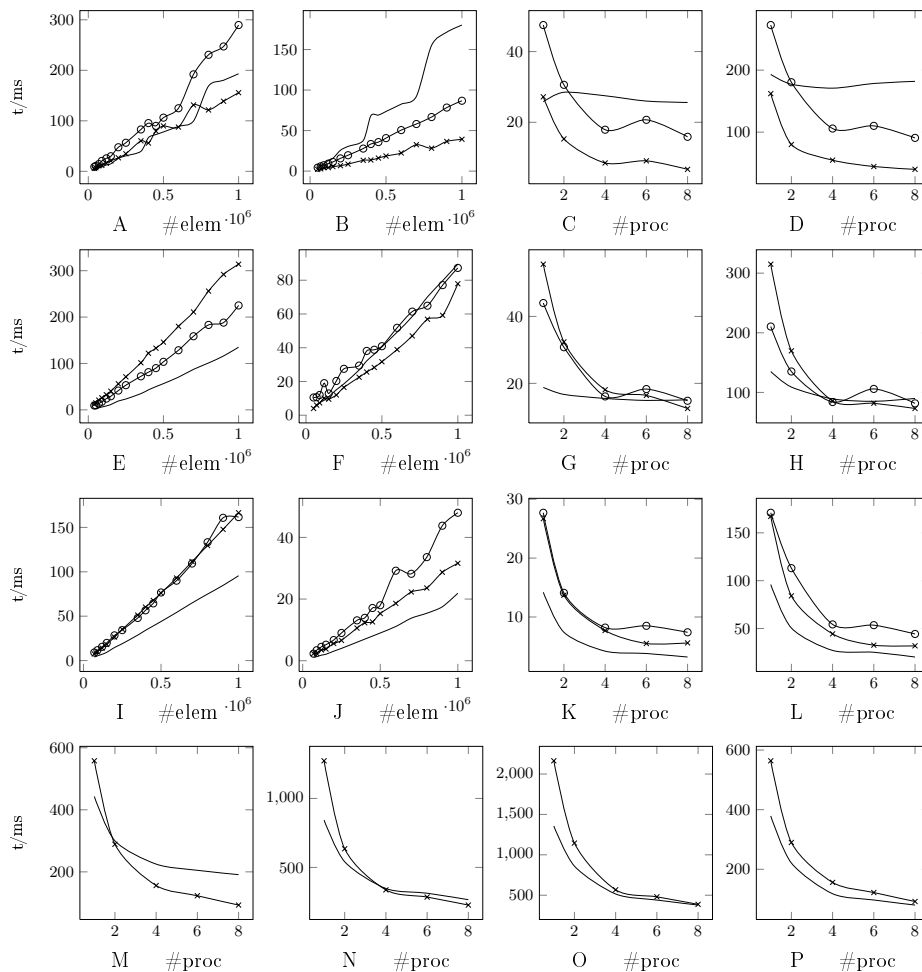 300
200
100
0
t/ms
0 0.5 1
A #elem ·10⁶
150
100
50
0
0 0.5 1
B #elem ·10⁶
40
20
2 4 6 8
C #proc
200
100
2 4 6 8
D #proc
300
200
100
0
t/ms
0 0.5 1
E #elem ·10⁶
80
60
40
20
0
0 0.5 1
F #elem ·10⁶
40
20
2 4 6 8
G #proc
300
200
100
2 4 6 8
H #proc
150
100
50
0
t/ms
0 0.5 1
I #elem ·10⁶
40
20
0
0 0.5 1
J #elem ·10⁶
30
20
10
2 4 6 8
K #proc
150
100
50
2 4 6 8
L #proc
600
400
200
t/ms
2 4 6 8
M #proc
1,000
500
2 4 6 8
N #proc
2,000
1,500
1,000
500
2 4 6 8
O #proc
600
400
200
2 4 6 8
P #proc